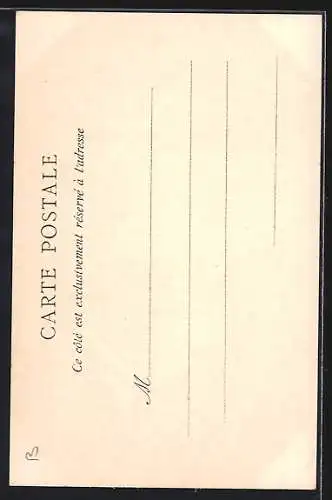 CARTE POSTALE
Ce côté est exclusivement réservé à l'adresse
M
B